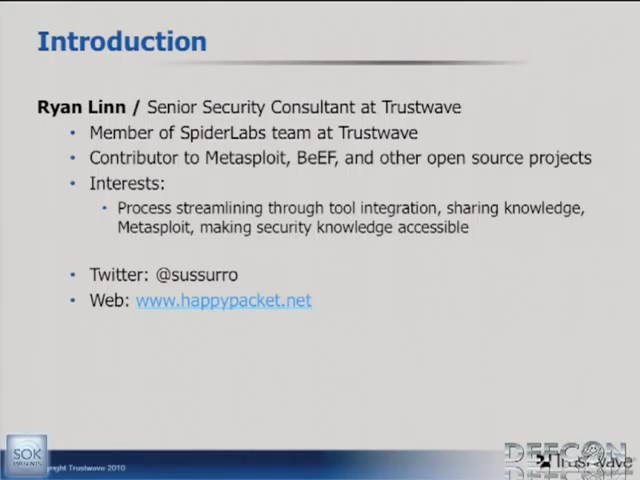 Introduction
Ryan Linn / Senior Security Consultant at Trustwave
• Member of SpiderLabs team at Trustwave
• Contributor to Metasploit, BeEF, and other open source projects
• Interests:
• Process streamlining through tool integration, sharing knowledge,
Metasploit, making security knowledge accessible
• Twitter: @sussurro
• Web: www.happypacket.net
SOK
PRESENTS
Trustwave 2010
DEFCON
Trustwave